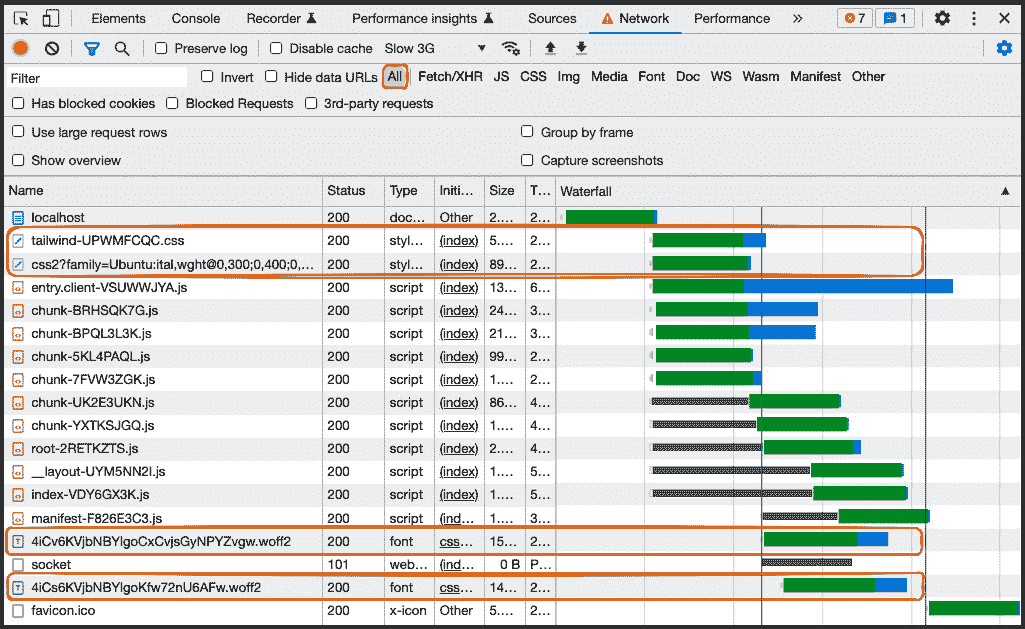 Elements Console Recorder Performance insights Sources Network Performance » 7 1
Preserve log Disable cache Slow 3G
Filter Invert Hide data URLs All Fetch/XHR JS CSS Img Media Font Doc WS Wasm Manifest Other
Has blocked cookies Blocked Requests 3rd-party requests
Use large request rows Group by frame
Show overview Capture screenshots
Name Status Type Initi... Size T... Waterfall
localhost 200 doc... Other 2.... 2...
tailwind-UPWMFCQC.css 200 styl... (index) 5.... 2...
css2?family=Ubuntu:ital,wght@0,300;0,400;0,... 200 styl... (index) 89... 2...
entry.client-VSUWWJYA.js 200 script (index) 13... 6...
chunk-BRHSQK7G.js 200 script (index) 24... 3...
chunk-BPQL3L3K.js 200 script (index) 21... 3...
chunk-5KL4PAQL.js 200 script (index) 99... 2...
chunk-7FVW3ZGK.js 200 script (index) 1.... 2...
chunk-UK2E3UKN.js 200 script (index) 86... 4...
chunk-YXTKSJGQ.js 200 script (index) 1.... 4...
root-2RETKZTS.js 200 script (index) 2.... 4...
__layout-UYM5NN2I.js 200 script (index) 1.... 5...
index-VDY6GX3K.js 200 script (index) 1.... 5...
manifest-F826E3C3.js 200 script (ind... 1.... 3...
4iCv6KVjbNBYlgoCxCvjsGyNPYZvgw.woff2 200 font css... 15... 2...
socket 101 web... (ind... 0 B P...
4iCs6KVjbNBYlgoKfw72nU6AFw.woff2 200 font css... 14... 2...
favicon.ico 200 x-icon Other 5.... 2...